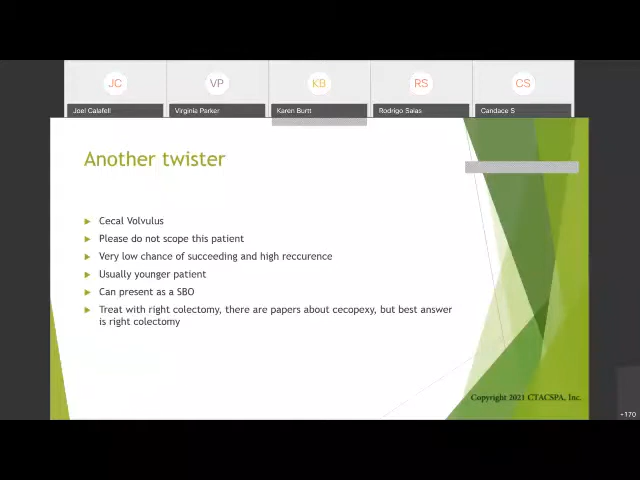 JC
VP
KB
RS
CS
Joel Calafell
Virginia Parker
Karen Burtt
Rodrigo Salas
Candace S
Another twister
Cecal Volvulus
Please do not scope this patient
Very low chance of succeeding and high reccurence
Usually younger patient
Can present as a SBO
Treat with right colectomy, there are papers about cecopexy, but best answer
is right colectomy
Copyright 2021 CTACSPA, Inc.
+170